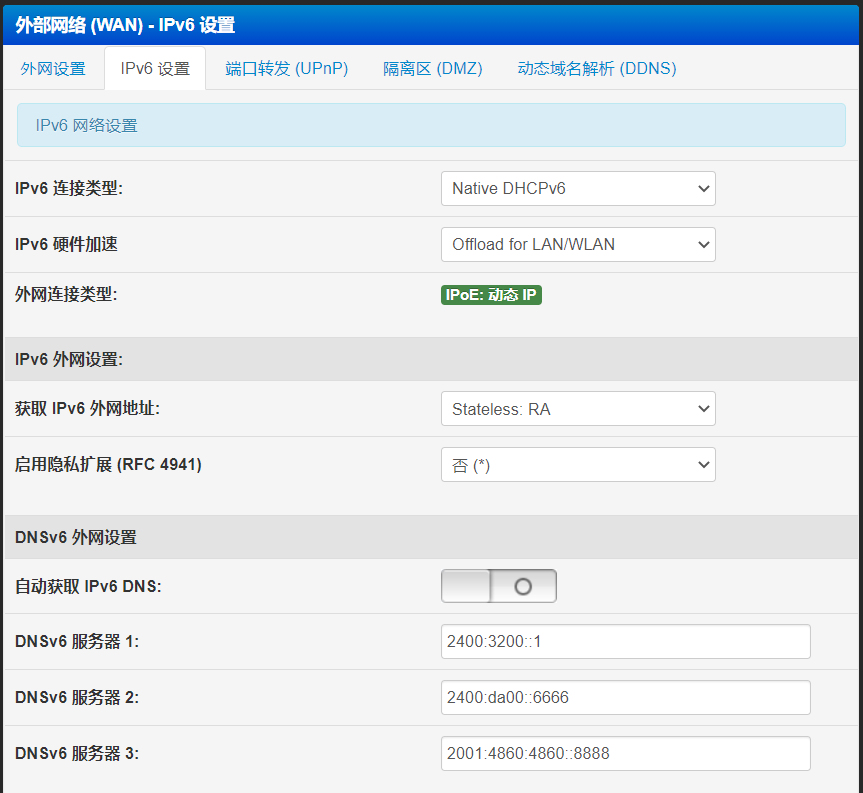 外部网络 (WAN) - IPv6 设置
外网设置 IPv6 设置 端口转发 (UPnP) 隔离区 (DMZ) 动态域名解析 (DDNS)
IPv6 网络设置
IPv6 连接类型: Native DHCPv6
IPv6 硬件加速 Offload for LAN/WLAN
外网连接类型: IPoE: 动态 IP
IPv6 外网设置:
获取 IPv6 外网地址: Stateless: RA
启用隐私扩展 (RFC 4941) 否 (*)
DNSv6 外网设置
自动获取 IPv6 DNS:
DNSv6 服务器 1: 2400:3200::1
DNSv6 服务器 2: 2400:da00::6666
DNSv6 服务器 3: 2001:4860:4860::8888